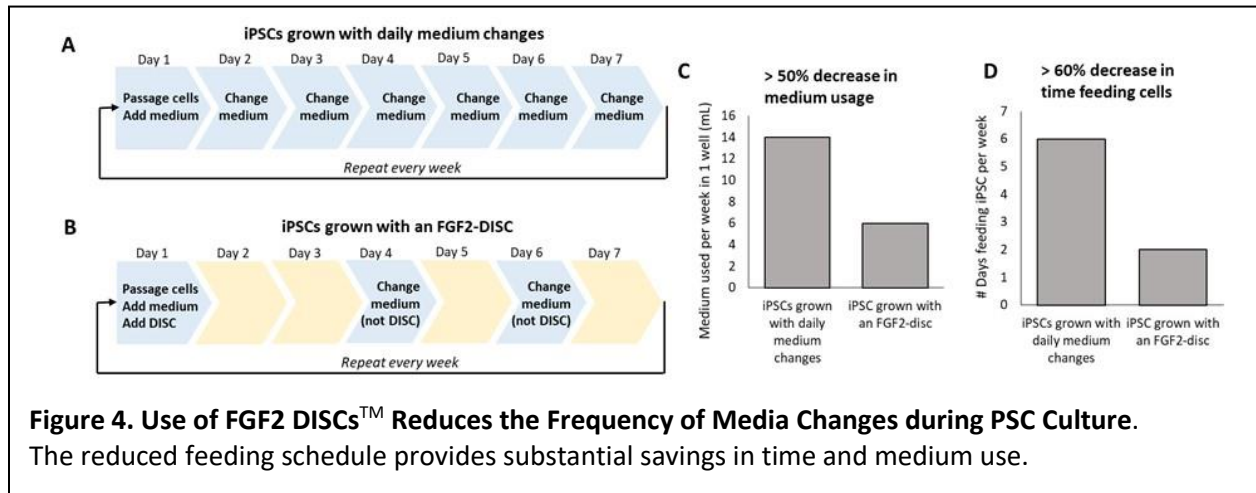 A
iPSCs grown with daily medium changes
Day 1 Day 2 Day 3 Day 4 Day 5 Day 6 Day 7
Passage cells
Add medium
Change
medium
Change
medium
Change
medium
Change
medium
Change
medium
Change
medium
Repeat every week
B
iPSCs grown with an FGF2-DISC
Day 1 Day 2 Day 3 Day 4 Day 5 Day 6 Day 7
Passage cells
Add medium
Add DISC
Change
medium
(not DISC)
Change
medium
(not DISC)
Repeat every week
C
> 50% decrease in
medium usage
Medium used per week in 1 well (mL)
16
14
12
10
8
6
4
2
0
iPSCs grown
with daily
medium
changes
iPSC grown with
an FGF2-disc
D
> 60% decrease in
time feeding cells
# Days feeding iPSC per week
7
6
5
4
3
2
1
0
iPSCs grown with
daily medium
changes
iPSC grown with
an FGF2-disc
Figure 4. Use of FGF2 DISCs™ Reduces the Frequency of Media Changes during PSC Culture.
The reduced feeding schedule provides substantial savings in time and medium use.